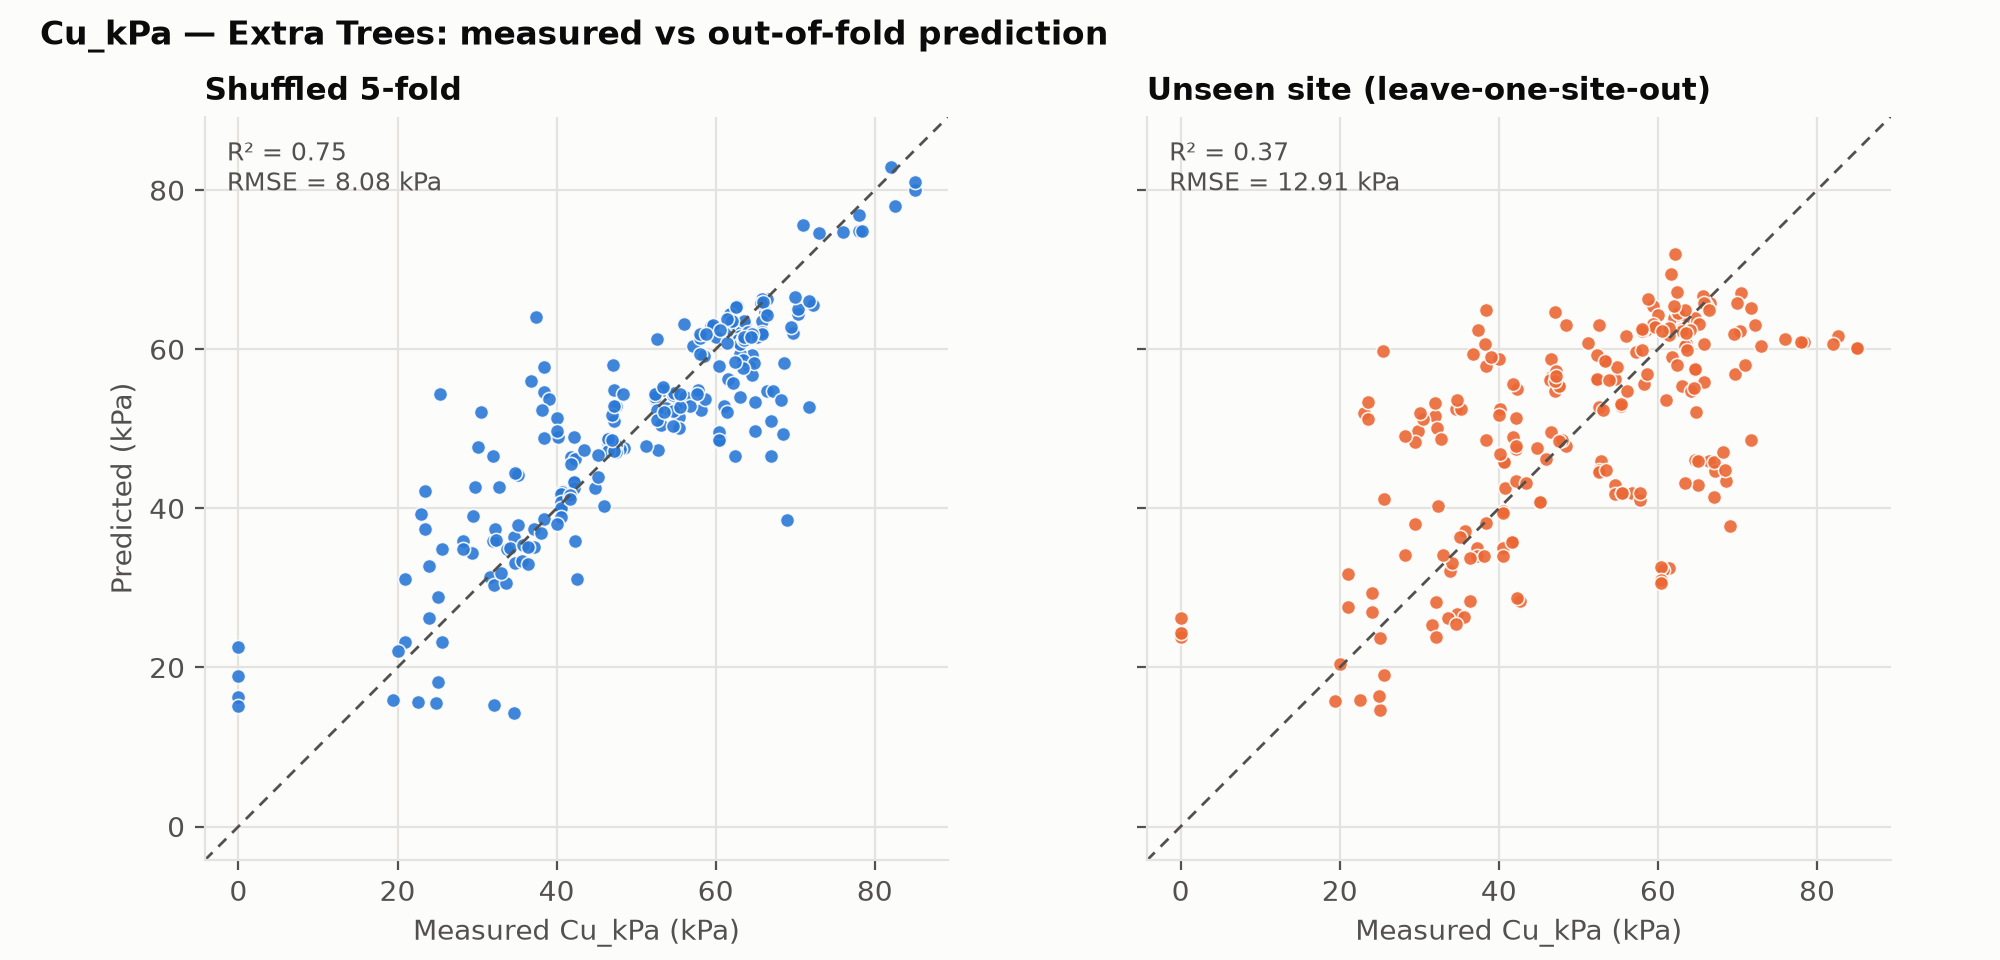 Cu_kPa — Extra Trees: measured vs out-of-fold prediction
Shuffled 5-fold
R² = 0.75
RMSE = 8.08 kPa
Predicted (kPa)
80
60
40
20
0
0 20 40 60 80
Measured Cu_kPa (kPa)
Unseen site (leave-one-site-out)
R² = 0.37
RMSE = 12.91 kPa
0 20 40 60 80
Measured Cu_kPa (kPa)